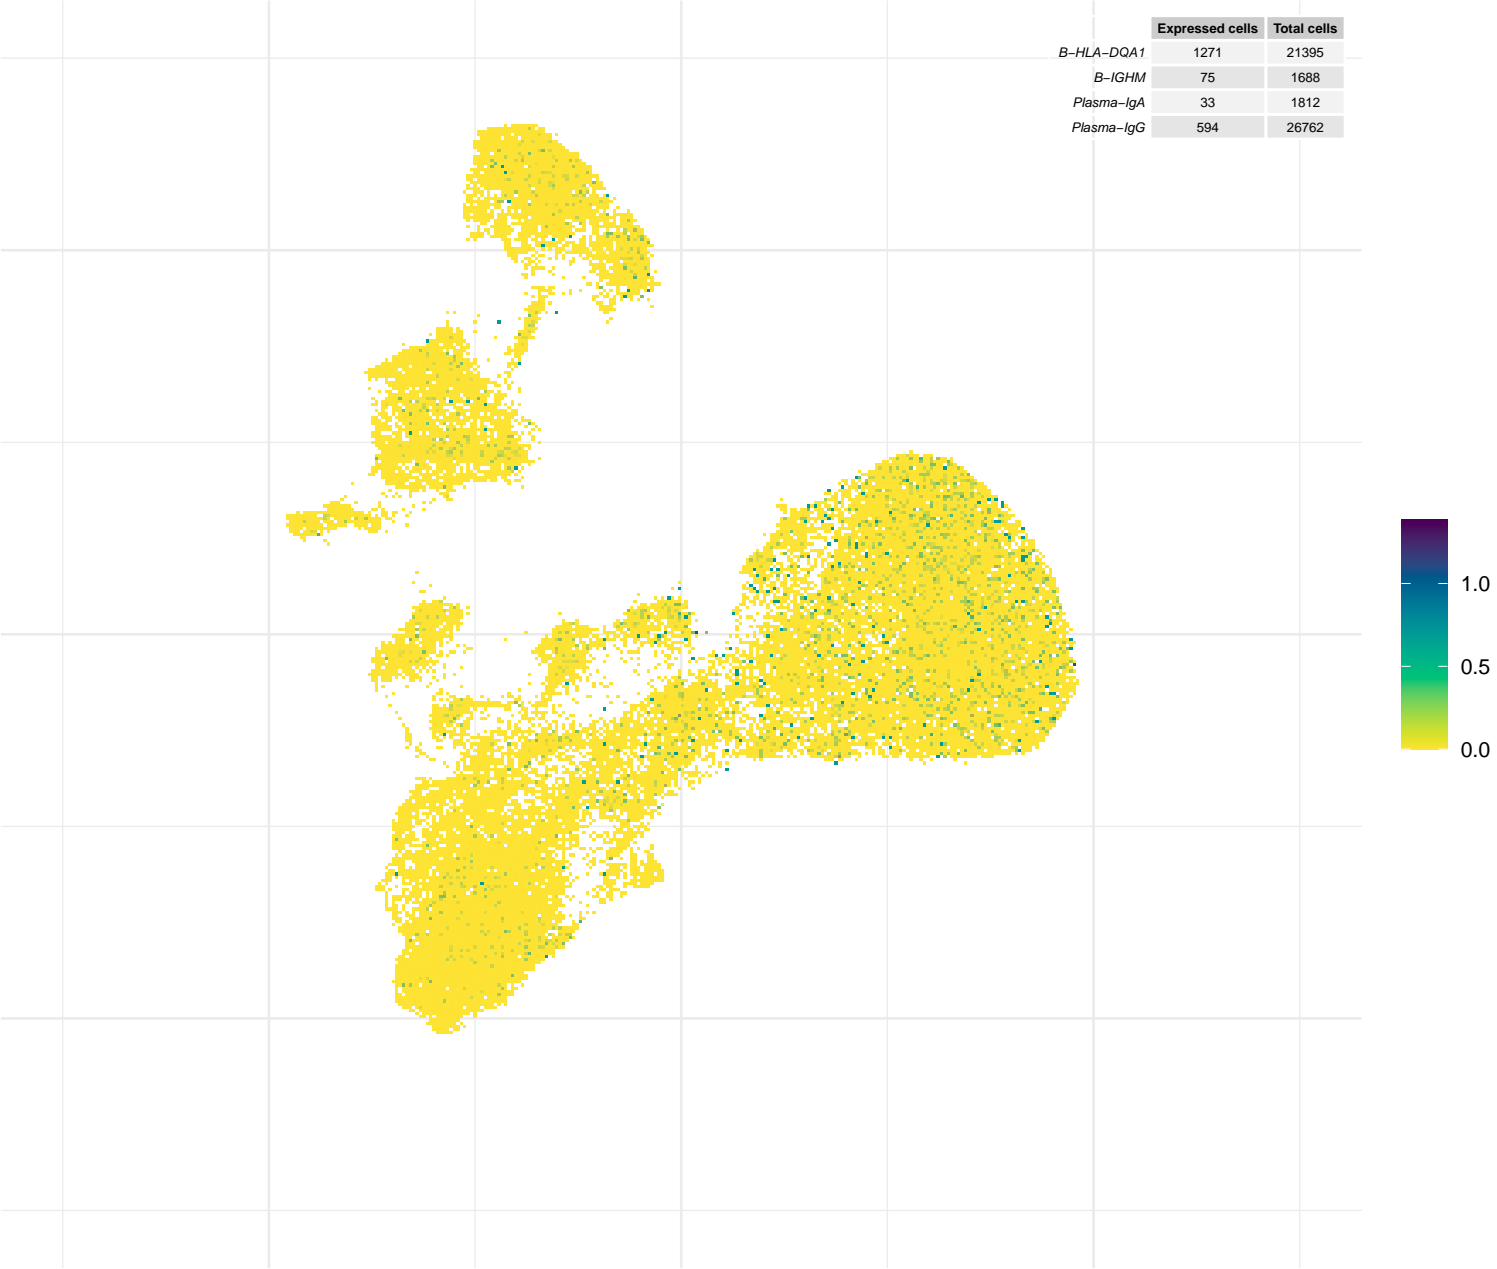 Expressed cells Total cells
B−HLA−DQA1 1271 21395
B−IGHM 75 1688
Plasma−IgA 33 1812
Plasma−IgG 594 26762
1.0
0.5
0.0